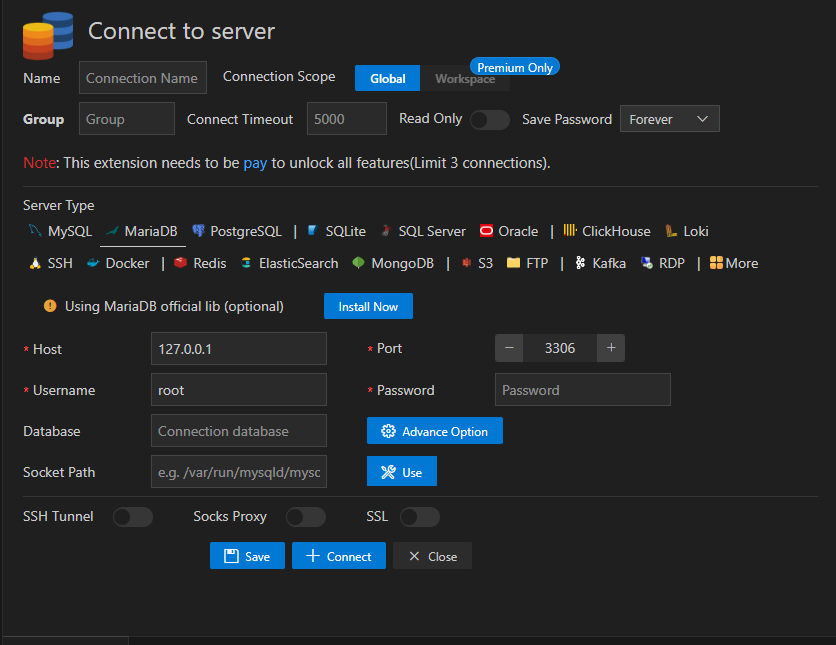 Connect to server
Name Connection Name Connection Scope Global Workspace Premium Only
Group Group Connect Timeout 5000 Read Only Save Password Forever
Note: This extension needs to be pay to unlock all features(Limit 3 connections).
Server Type
MySQL MariaDB PostgreSQL | SQLite SQL Server Oracle | ClickHouse Loki
SSH Docker | Redis ElasticSearch MongoDB | S3 FTP | Kafka RDP | More
Using MariaDB official lib (optional) Install Now
* Host 127.0.0.1 * Port − 3306 +
* Username root * Password Password
Database Connection database Advance Option
Socket Path e.g. /var/run/mysqld/mysc Use
SSH Tunnel Socks Proxy SSL
Save Connect Close